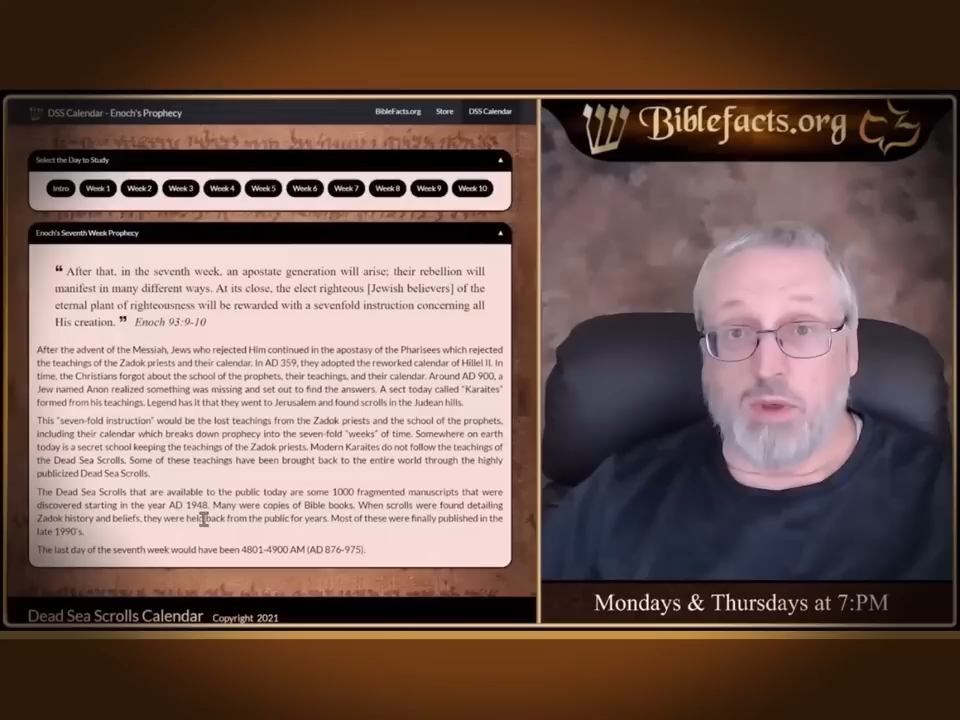 DSS Calendar - Enoch's Prophecy
BibleFacts.org
Store
DSS Calendar
Select the Day to Study
Intro
Week 1
Week 2
Week 3
Week 4
Week 5
Week 6
Week 7
Week 8
Week 9
Week 10
Enoch's Seventh Week Prophecy
❝ After that, in the seventh week, an apostate generation will arise; their rebellion will
manifest in many different ways. At its close, the elect righteous [Jewish believers] of the
eternal plant of righteousness will be rewarded with a sevenfold instruction concerning all
His creation. ❞ Enoch 93:9-10
After the advent of the Messiah, Jews who rejected Him continued in the apostasy of the Pharisees which rejected
the teachings of the Zadok priests and their calendar. In AD 359, they adopted the reworked calendar of Hillel II. In
time, the Christians forgot about the school of the prophets, their teachings, and their calendar. Around AD 900, a
Jew named Anon realized something was missing and set out to find the answers. A sect today called "Karaites"
formed from his teachings. Legend has it that they went to Jerusalem and found scrolls in the Judean hills.
This "seven-fold instruction" would be the lost teachings from the Zadok priests and the school of the prophets,
including their calendar which breaks down prophecy into the seven-fold "weeks" of time. Somewhere on earth
today is a secret school keeping the teachings of the Zadok priests. Modern Karaites do not follow the teachings of
the Dead Sea Scrolls. Some of these teachings have been brought back to the entire world through the highly
publicized Dead Sea Scrolls.
The Dead Sea Scrolls that are available to the public today are some 1000 fragmented manuscripts that were
discovered starting in the year AD 1948. Many were copies of Bible books. When scrolls were found detailing
Zadok history and beliefs, they were held back from the public for years. Most of these were finally published in the
late 1990's.
The last day of the seventh week would have been 4801-4900 AM (AD 876-975).
Dead Sea Scrolls Calendar Copyright 2021
Biblefacts.org
Mondays & Thursdays at 7:PM